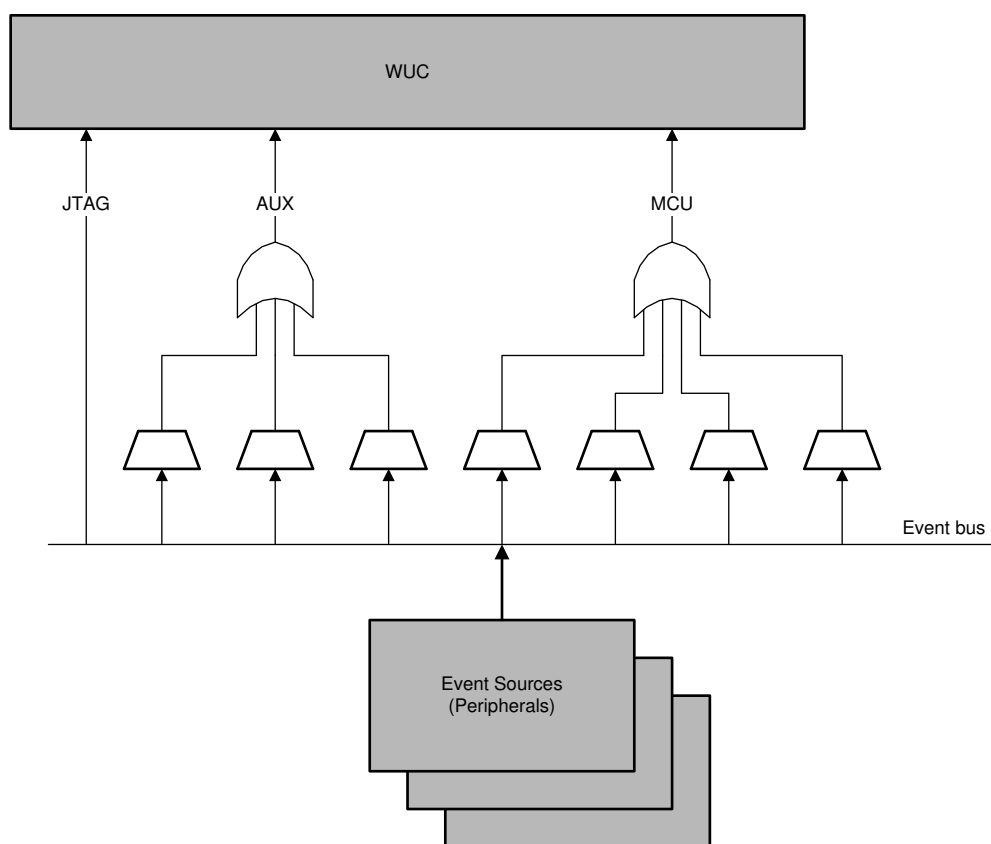 WUC
JTAG
AUX
MCU
Event bus
Event Sources
(Peripherals)